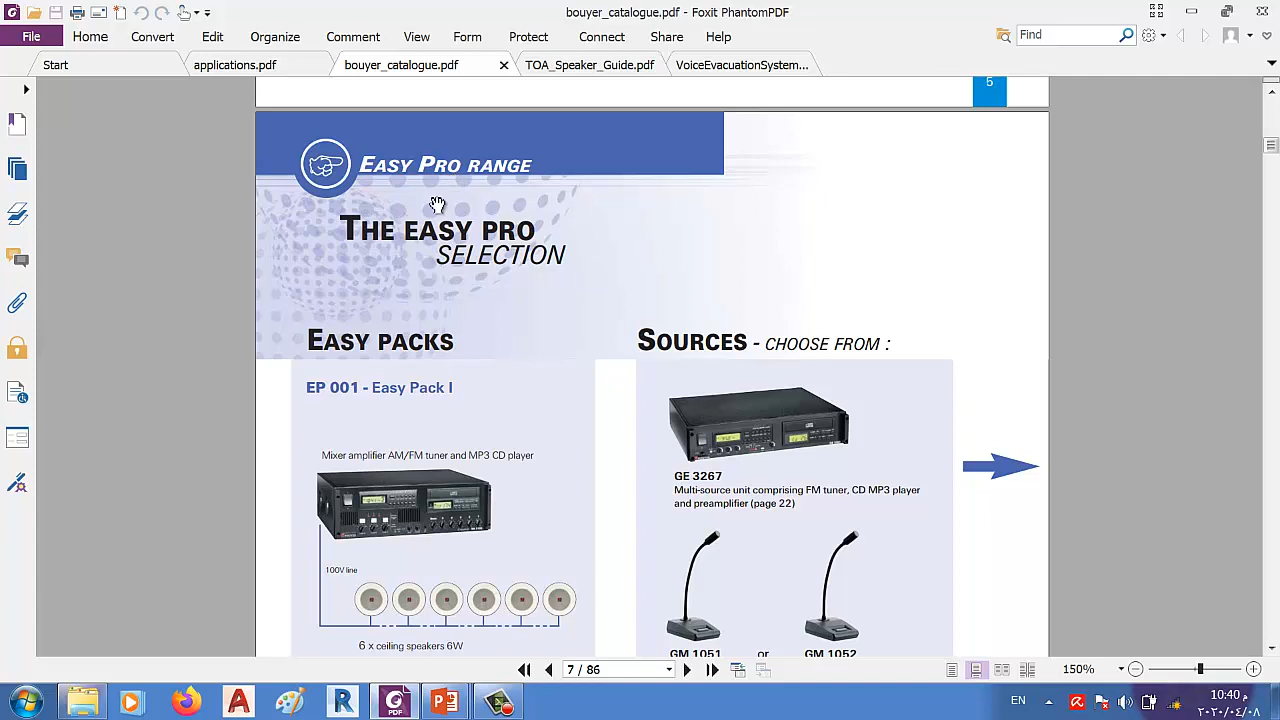 bouyer_catalogue.pdf - Foxit PhantomPDF
File Home Convert Edit Organize Comment View Form Protect Connect Share Help
Find
Start applications.pdf bouyer_catalogue.pdf TOA_Speaker_Guide.pdf VoiceEvacuationSystem...
5
EASY PRO RANGE
THE EASY PRO
SELECTION
EASY PACKS
SOURCES - CHOOSE FROM :
EP 001 - Easy Pack I
Mixer amplifier AM/FM tuner and MP3 CD player
GE 3267
Multi-source unit comprising FM tuner, CD MP3 player
and preamplifier (page 22)
100V line
6 x ceiling speakers 6W
GM 1051 or GM 1052
7 / 86
150%
EN
10:40 م
٢٠٢٠/٠٤/٠٨